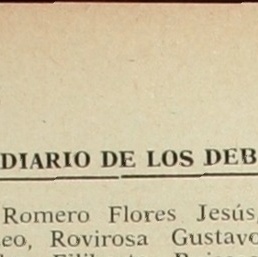 DIARIO DE LOS DEB
Romero Flores Jesús,
eo, Rovirosa Gustavo